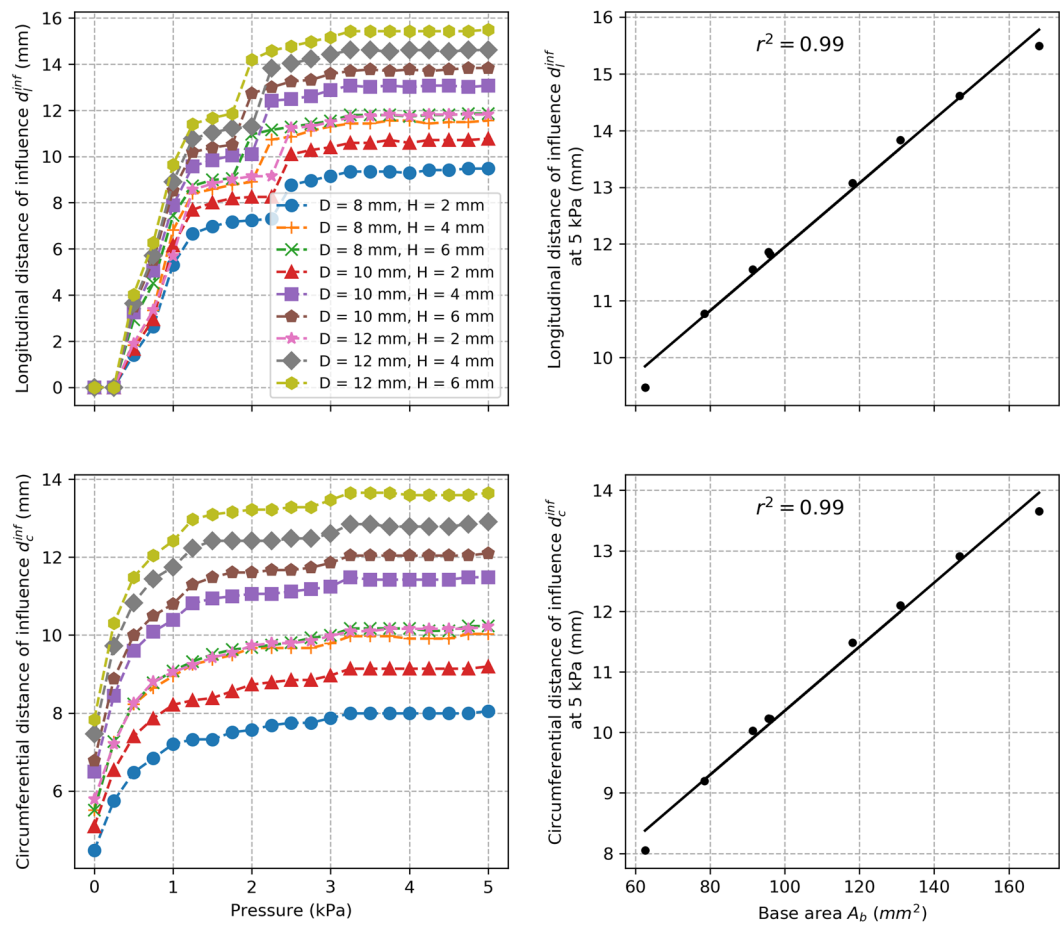 16
14
12
10
8
6
4
2
0
Longitudinal distance of influence d_l^{inf} (mm)
D = 8 mm, H = 2 mm
D = 8 mm, H = 4 mm
D = 8 mm, H = 6 mm
D = 10 mm, H = 2 mm
D = 10 mm, H = 4 mm
D = 10 mm, H = 6 mm
D = 12 mm, H = 2 mm
D = 12 mm, H = 4 mm
D = 12 mm, H = 6 mm
16
15
14
13
12
11
10
Longitudinal distance of influence d_l^{inf}
at 5 kPa (mm)
r² = 0.99
14
12
10
8
6
Circumferential distance of influence d_c^{inf} (mm)
0 1 2 3 4 5
Pressure (kPa)
14
13
12
11
10
9
8
Circumferential distance of influence d_c^{inf}
at 5 kPa (mm)
r² = 0.99
60 80 100 120 140 160
Base area A_b (mm²)